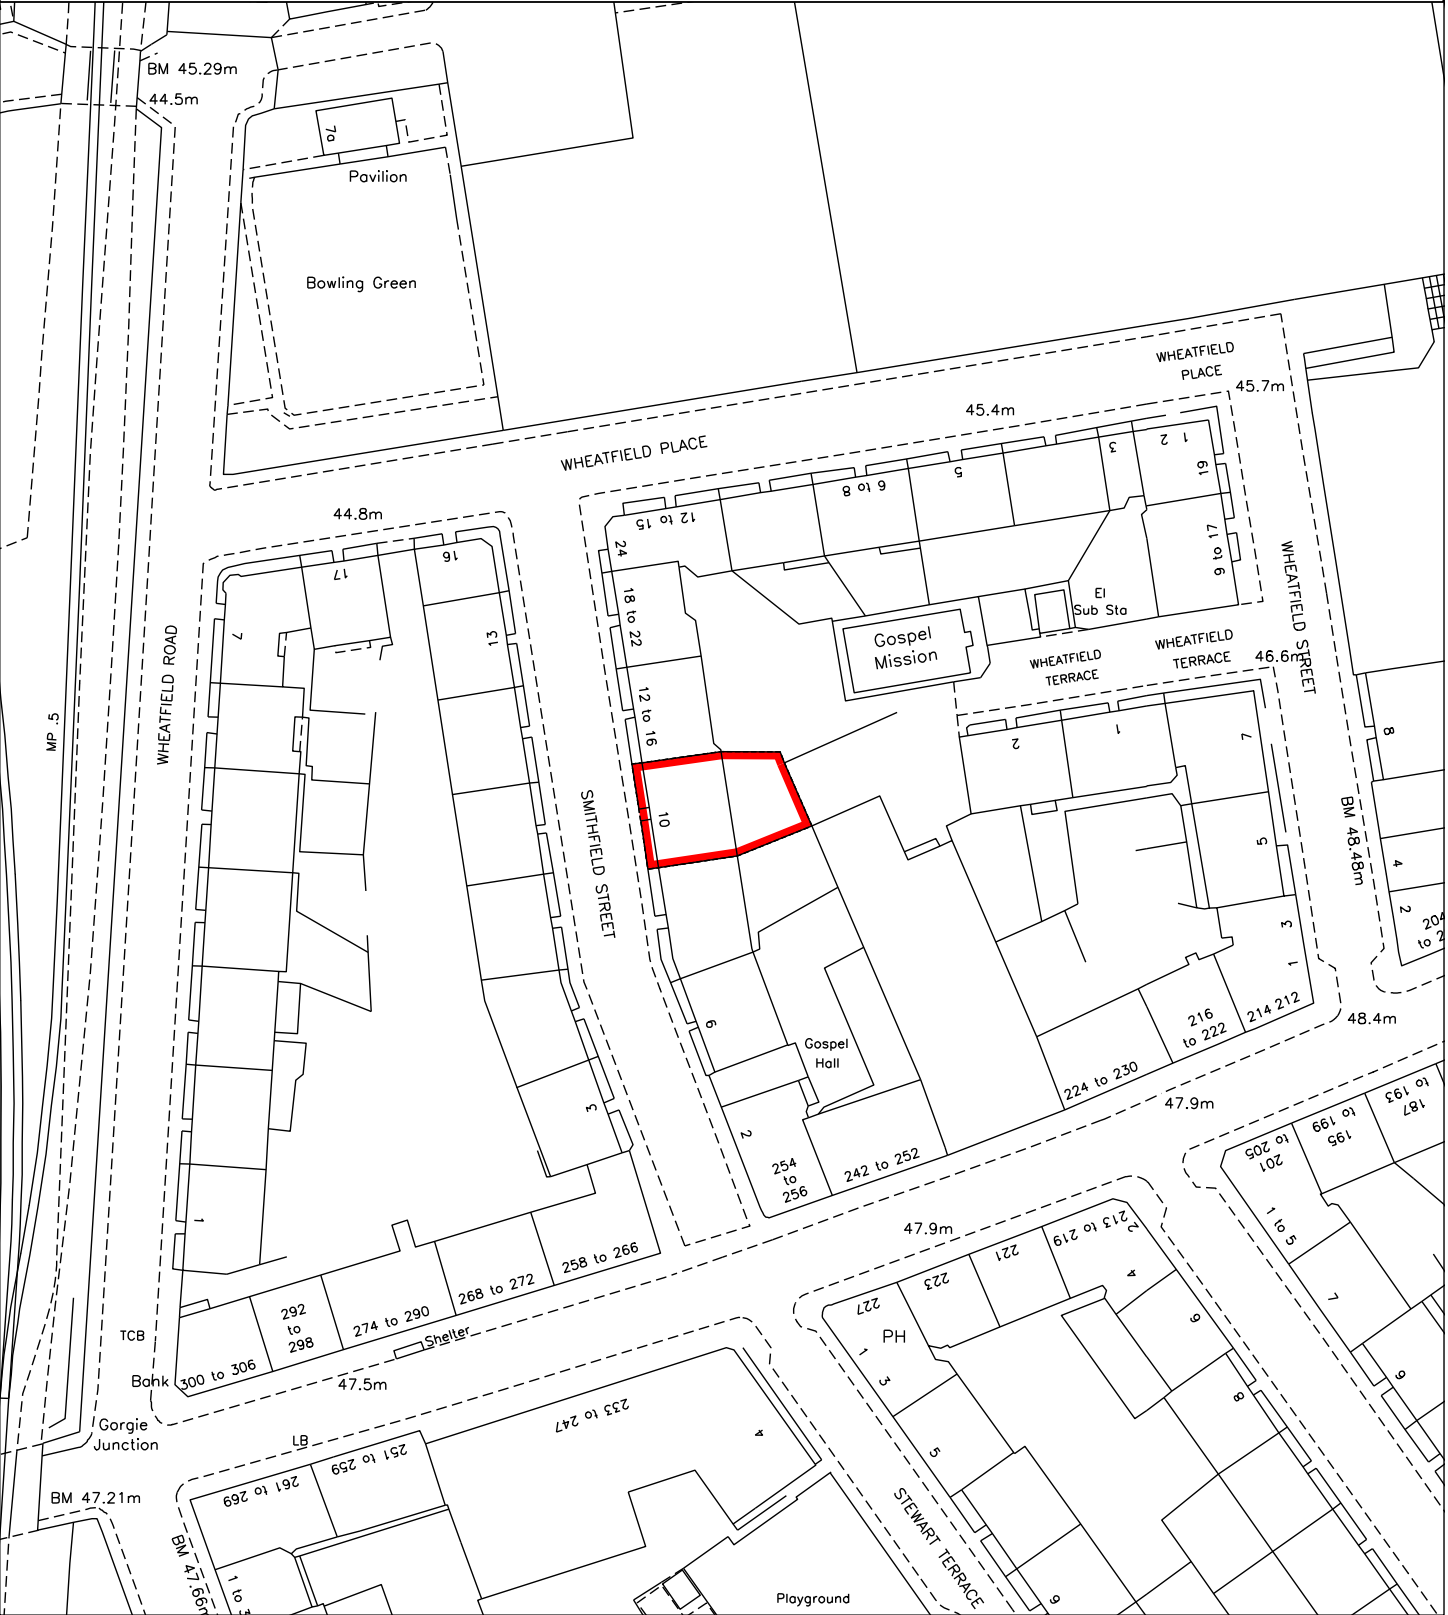 BM 45.29m
44.5m
7a
Pavilion
Bowling Green
WHEATFIELD
PLACE
45.7m
45.4m
WHEATFIELD PLACE
44.8m
1
2
3
5
6 to 8
12 to 15
19
17 to 9
24
18 to 22
12 to 16
10
El
Sub Sta
Gospel
Mission
WHEATFIELD
TERRACE
WHEATFIELD
TERRACE
46.6m
WHEATFIELD STREET
17
16
13
7
WHEATFIELD ROAD
MP .5
SMITHFIELD STREET
2
1
7
5
3
1
8
4
2
BM 48.48m
204
48.4m
214 212
216
to 222
224 to 230
47.9m
6
Gospel
Hall
2
3
1
254
to
256
242 to 252
258 to 266
268 to 272
274 to 290
292
to
298
300 to 306
Shelter
TCB
Bank
47.5m
Gorgie
Junction
LB
BM 47.21m
BM 47.66m
261 to 269
251 to 259
233 to 247
4
47.9m
227
223
221
213 to 219
2
4
PH
1
3
5
9
6
8
201
to 205
195
to 199
187
to 193
1 to 5
7
9
STEWART TERRACE
Playground